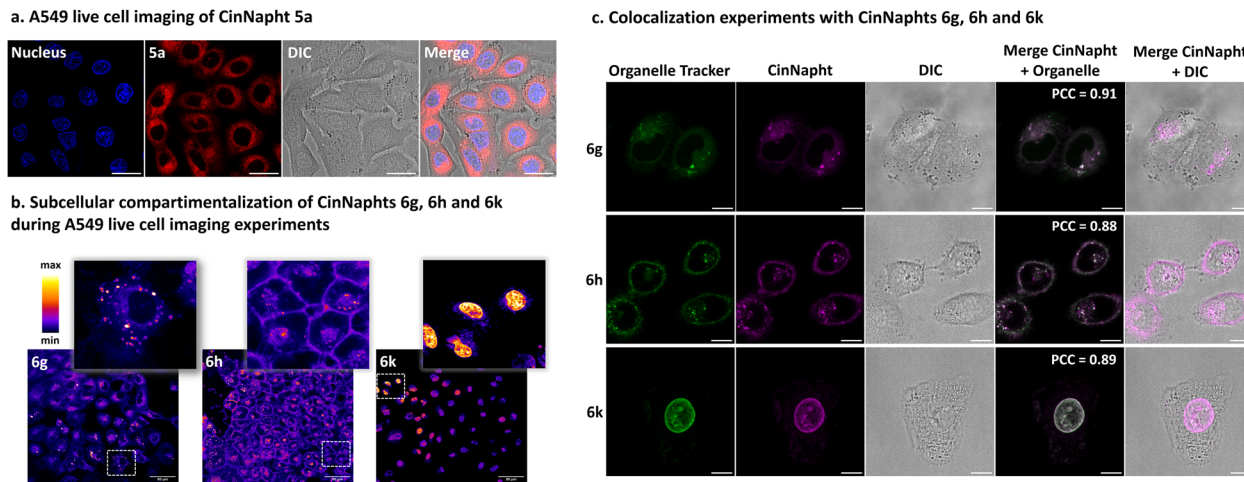 a. A549 live cell imaging of CinNapht 5a
Nucleus
5a
DIC
Merge
b. Subcellular compartimentalization of CinNaphts 6g, 6h and 6k
during A549 live cell imaging experiments
max
min
6g
6h
6k
c. Colocalization experiments with CinNaphts 6g, 6h and 6k
Organelle Tracker
CinNapht
DIC
Merge CinNapht
+ Organelle
Merge CinNapht
+ DIC
6g
PCC = 0.91
6h
PCC = 0.88
6k
PCC = 0.89